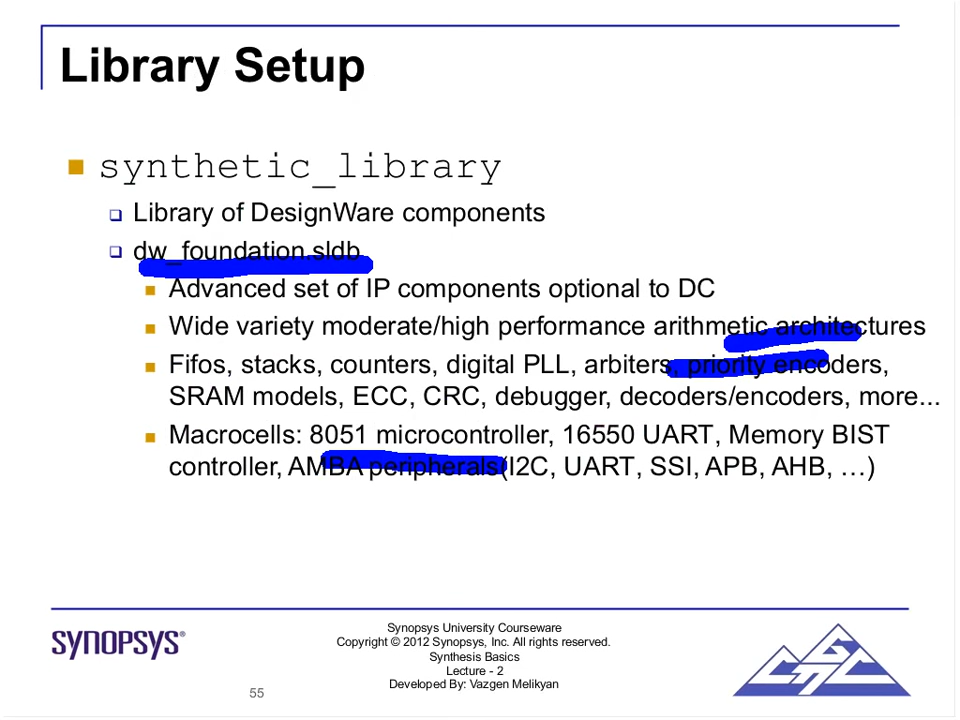 Library Setup
synthetic_library
Library of DesignWare components
dw_foundation.sldb
Advanced set of IP components optional to DC
Wide variety moderate/high performance arithmetic architectures
Fifos, stacks, counters, digital PLL, arbiters, priority encoders,
SRAM models, ECC, CRC, debugger, decoders/encoders, more...
Macrocells: 8051 microcontroller, 16550 UART, Memory BIST
controller, AMBA peripherals(I2C, UART, SSI, APB, AHB, …)
SYNOPSYS®
Synopsys University Courseware
Copyright © 2012 Synopsys, Inc. All rights reserved.
Synthesis Basics
Lecture - 2
Developed By: Vazgen Melikyan
55